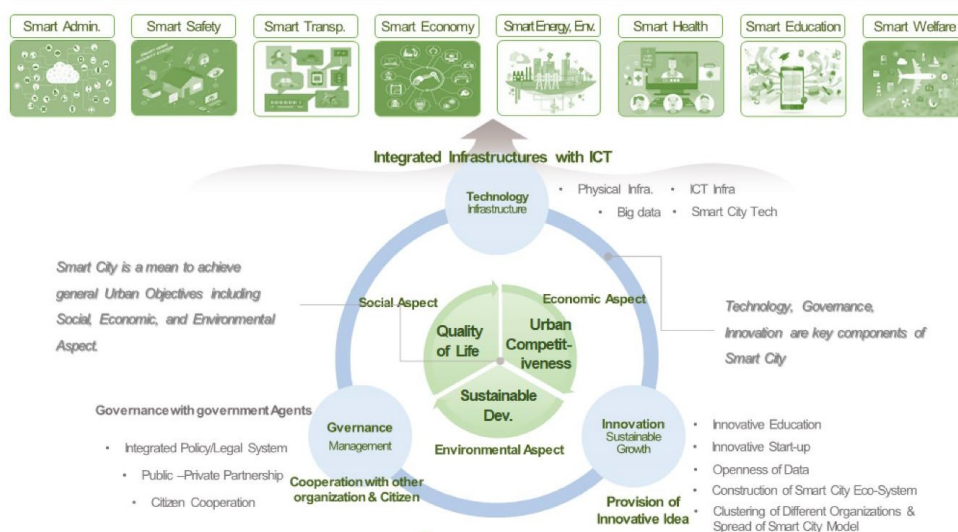 Smart Admin.
Smart Safety
Smart Transp.
Smart Economy
Smart Energy, Env.
Smart Health
Smart Education
Smart Welfare
Integrated Infrastructures with ICT
Technology
Infrastructure
• Physical Infra. • ICT Infra
• Big data • Smart City Tech
Smart City is a mean to achieve
general Urban Objectives including
Social, Economic, and Environmental
Aspect.
Social Aspect
Economic Aspect
Quality
of Life
Urban
Competit-
iveness
Sustainable
Dev.
Environmental Aspect
Technology, Governance,
Innovation are key components of
Smart City
Governance with government Agents
• Integrated Policy/Legal System
• Public –Private Partnership
• Citizen Cooperation
Gvernance
Management
Cooperation with other
organization & Citizen
Innovation
Sustainable
Growth
Provision of
Innovative Idea
• Innovative Education
• Innovative Start-up
• Openness of Data
• Construction of Smart City Eco-System
• Clustering of Different Organizations &
Spread of Smart City Model